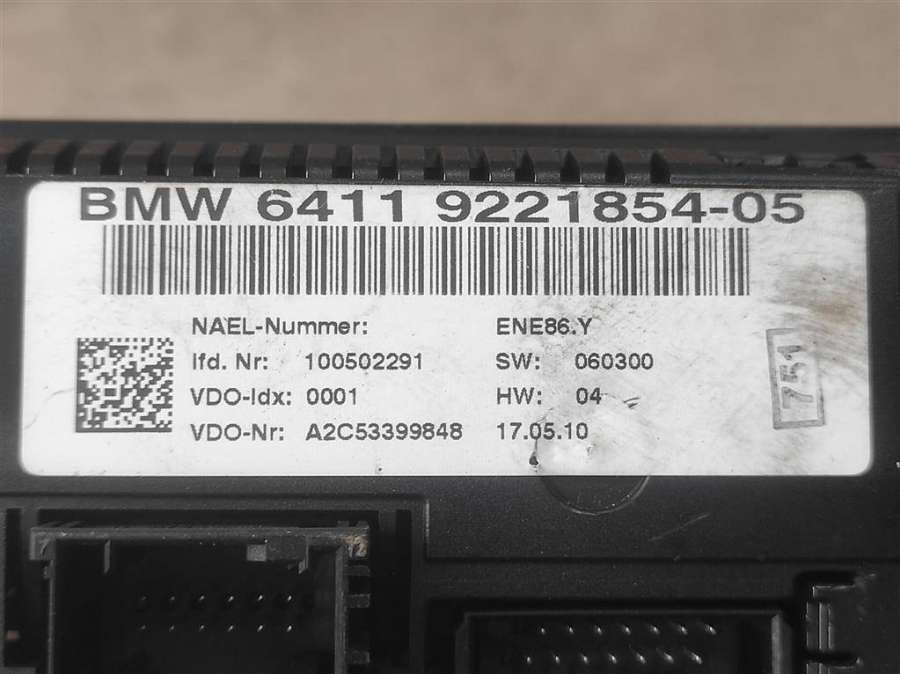 BMW 6411 9221854-05
NAEL-Nummer: ENE86.Y
lfd. Nr: 100502291 SW: 060300
VDO-Idx: 0001 HW: 04
VDO-Nr: A2C53399848 17.05.10
751